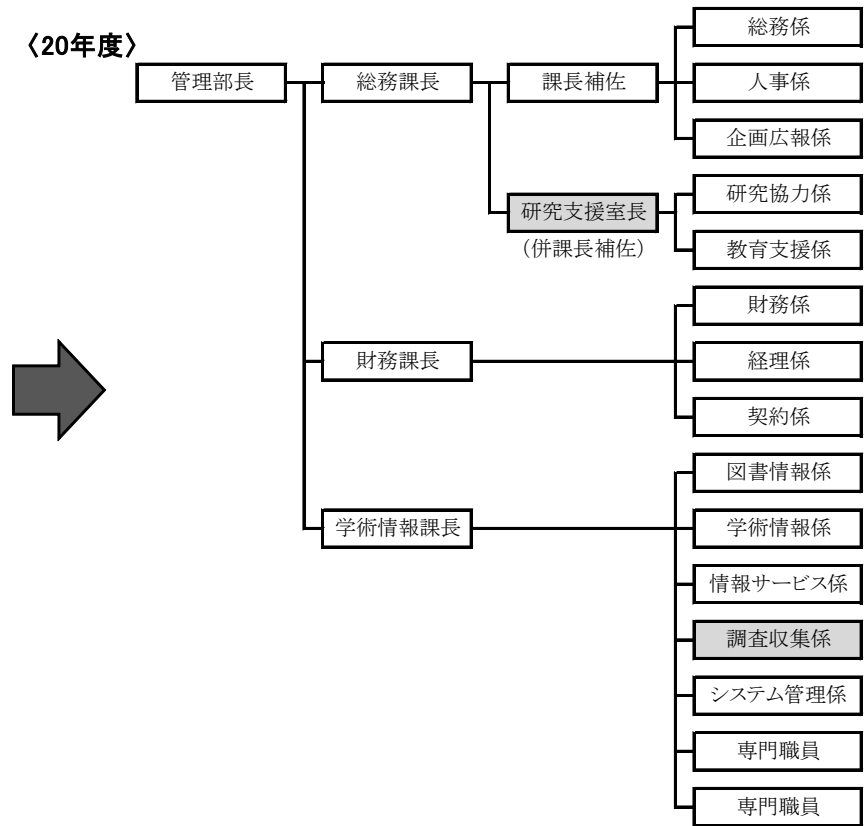 〈20年度〉
総務係
管理部長
総務課長
課長補佐
人事係
企画広報係
研究支援室長
(併課長補佐)
研究協力係
教育支援係
財務係
財務課長
経理係
契約係
図書情報係
学術情報課長
学術情報係
情報サービス係
調査収集係
システム管理係
専門職員
専門職員